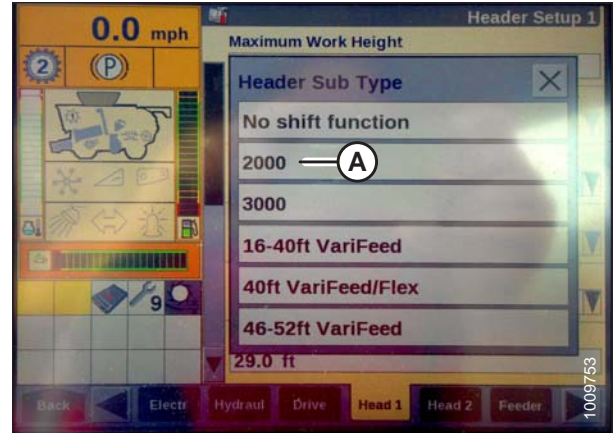 0.0 mph
Header Setup 1
2
(P)
Maximum Work Height
Header Sub Type
No shift function
2000
A
3000
16-40ft VariFeed
40ft VariFeed/Flex
46-52ft VariFeed
9
29.0 ft
Back
Electr
Hydraul
Drive
Head 1
Head 2
Feeder
1009753